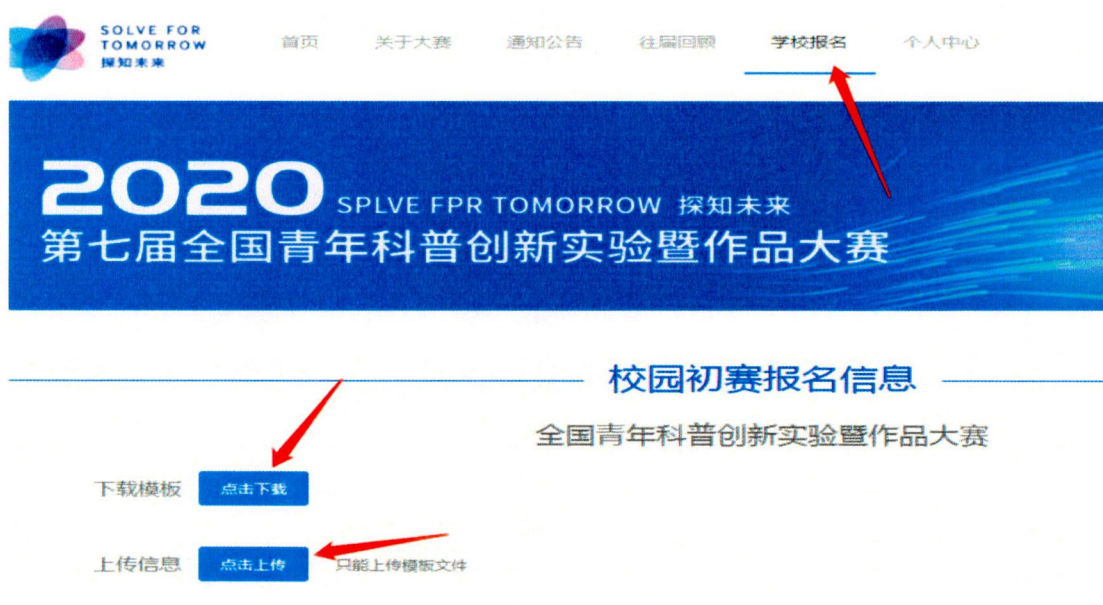 SOLVE FOR
TOMORROW
探知未来
首页 关于大赛 通知公告 往届回顾 学校报名 个人中心
2020 SPLVE FPR TOMORROW 探知未来
第七届全国青年科普创新实验暨作品大赛
校园初赛报名信息
全国青年科普创新实验暨作品大赛
下载模板 点击下载
上传信息 点击上传 只能上传模板文件